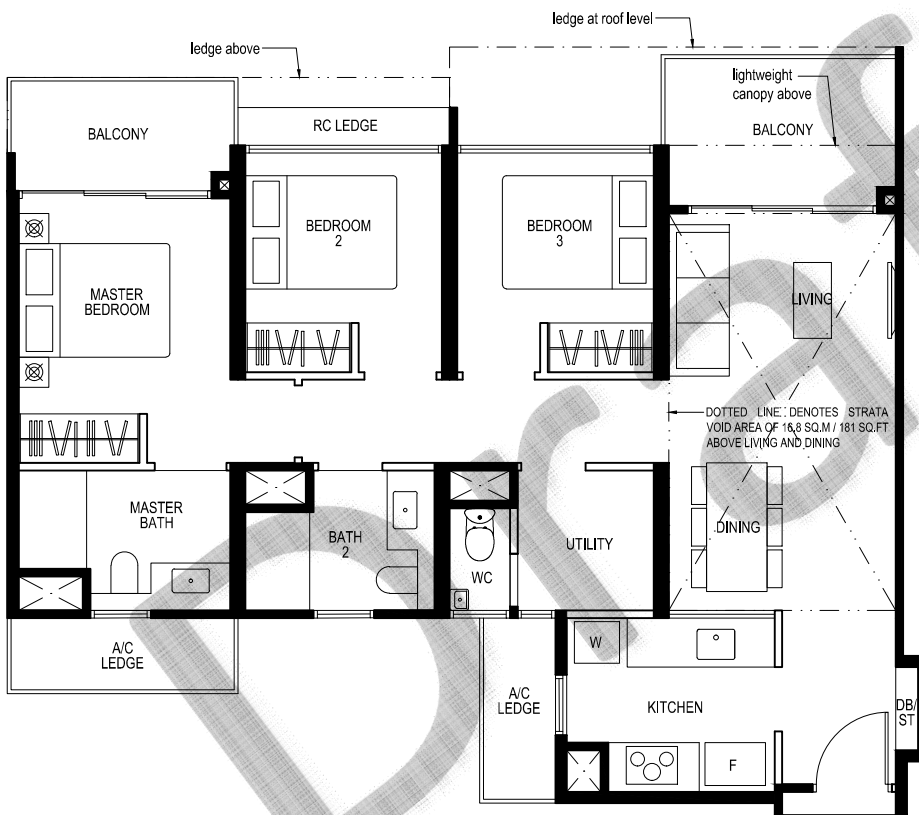 ledge at roof level
ledge above
lightweight
canopy above
BALCONY
RC LEDGE
BALCONY
BEDROOM
2
BEDROOM
3
MASTER
BEDROOM
LIVING
DOTTED LINE DENOTES STRATA
VOID AREA OF 16.8 SQ.M / 181 SQ.FT
ABOVE LIVING AND DINING
MASTER
BATH
BATH
2
WC
UTILITY
DINING
A/C
LEDGE
W
A/C
LEDGE
KITCHEN
F
DB/
ST
Draf